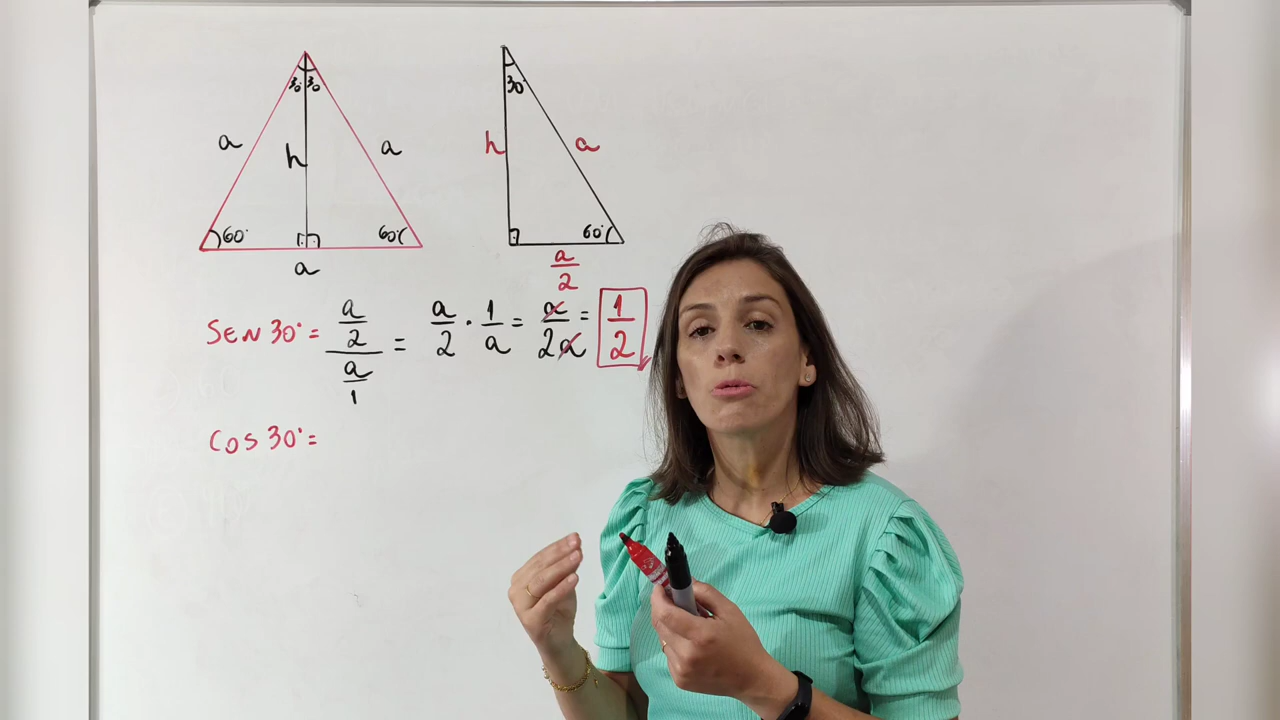 30° 30°
a h a
60° 60°
a
30°
h a
60°
a/2
Sen 30° = (a/2)/(a/1) = a/2 · 1/a = a/2a = 1/2
Cos 30° =